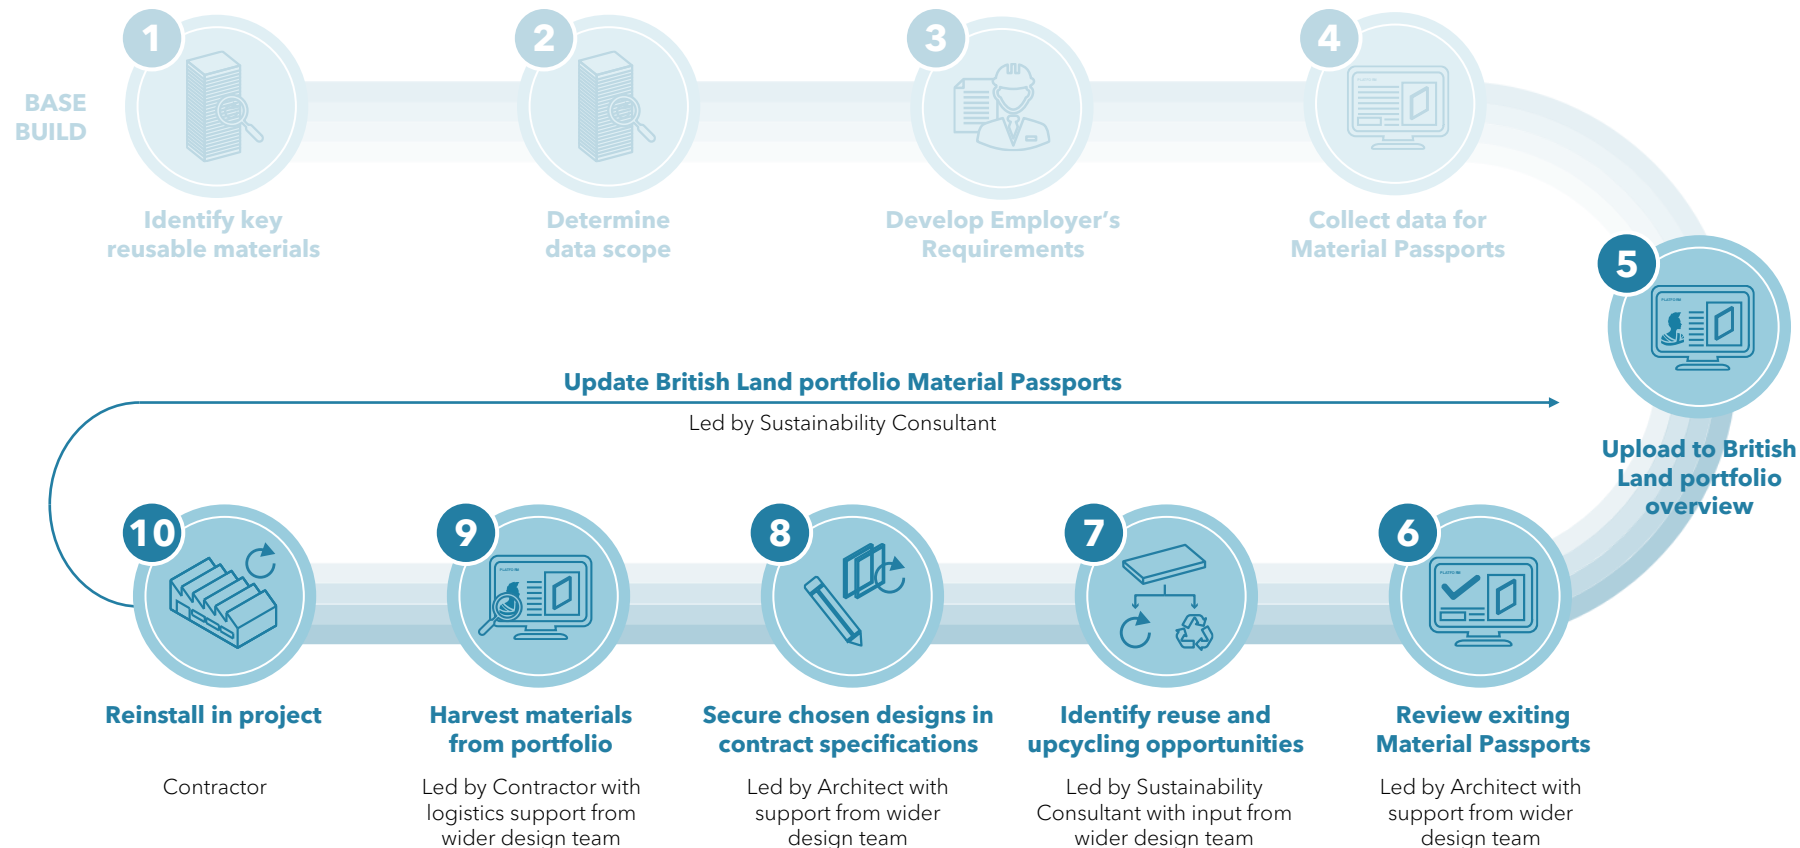 BASE
BUILD
1
Identify key
reusable materials
2
Determine
data scope
3
Develop Employer’s
Requirements
4
PLATFORM
Collect data for
Material Passports
5
PLATFORM
Upload to British
Land portfolio
overview
Update British Land portfolio Material Passports
Led by Sustainability Consultant
10
Reinstall in project
Contractor
9
PLATFORM
Harvest materials
from portfolio
Led by Contractor with
logistics support from
wider design team
8
Secure chosen designs in
contract specifications
Led by Architect with
support from wider
design team
7
Identify reuse and
upcycling opportunities
Led by Sustainability
Consultant with input from
wider design team
6
PLATFORM
Review exiting
Material Passports
Led by Architect with
support from wider
design team